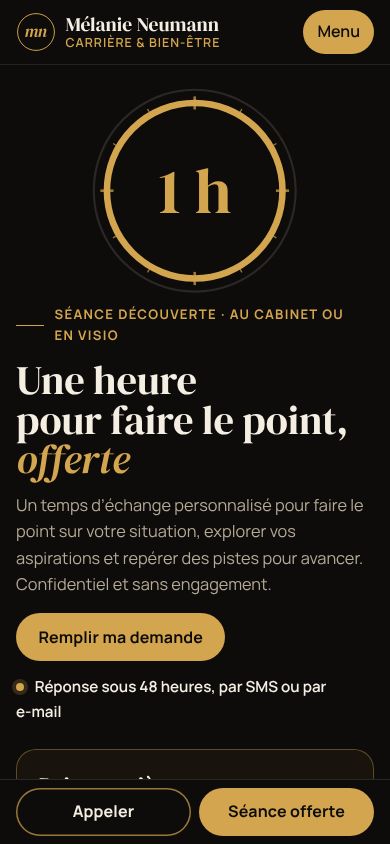 mn
Mélanie Neumann
CARRIÈRE & BIEN-ÊTRE
Menu
1 h
SÉANCE DÉCOUVERTE · AU CABINET OU
EN VISIO
Une heure
pour faire le point,
offerte
Un temps d’échange personnalisé pour faire le
point sur votre situation, explorer vos
aspirations et repérer des pistes pour avancer.
Confidentiel et sans engagement.
Remplir ma demande
Réponse sous 48 heures, par SMS ou par
e-mail
Appeler
Séance offerte